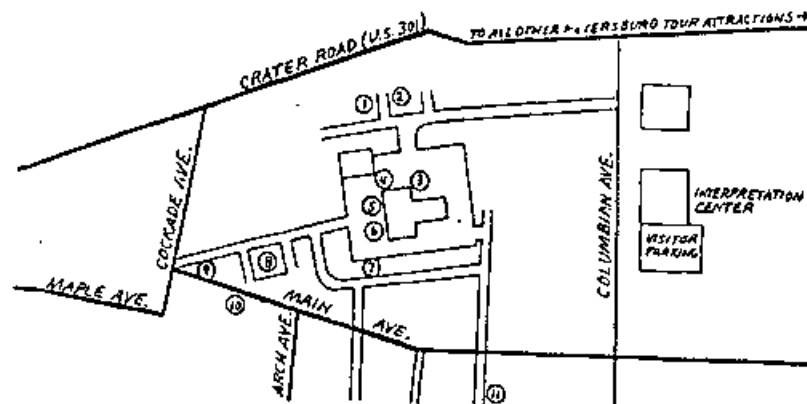 CRATER ROAD (U.S. 301)
TO ALL OTHER PETERSBURG TOUR ATTRACTIONS →
1
2
COCKADE AVE.
4
3
5
6
COLUMBIAN AVE.
INTERPRETATION
CENTER
VISITOR
PARKING
7
8
9
10
MAPLE AVE.
MAIN AVE.
ARCH AVE.
11